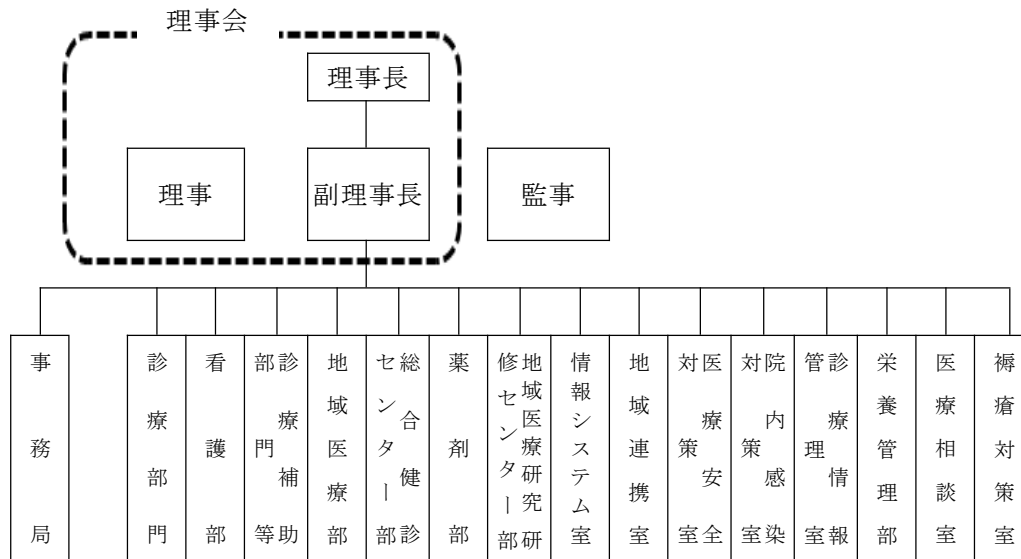 理事会
理事長
理事
副理事長
監事
事務局
診療部門
看護部
診療補助
部門等
地域医療部
総合健診
センター部
薬剤部
地域医療研究研
修センター部
情報システム室
地域連携室
医療安全
対策室
院内感染
対策室
診療情報
管理室
栄養管理部
医療相談室
褥瘡対策室